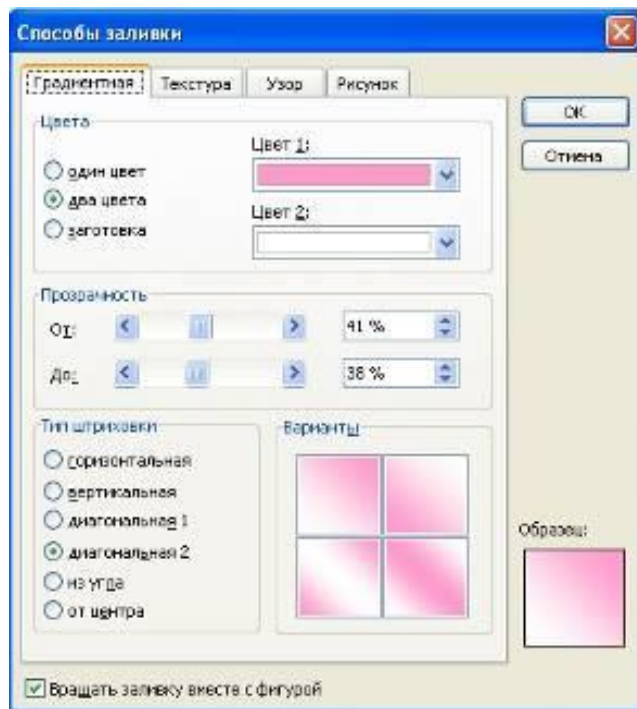 Способы заливки
Градиентная Текстура Узор Рисунок
ОК
Отмена
Цвета
один цвет
два цвета
заготовка
Цвет 1:
Цвет 2:
Прозрачность
От: 41 %
До: 38 %
Тип штриховки
горизонтальная
вертикальная
диагональная 1
диагональная 2
из угла
от центра
Варианты
Образец:
Вращать заливку вместе с фигурой